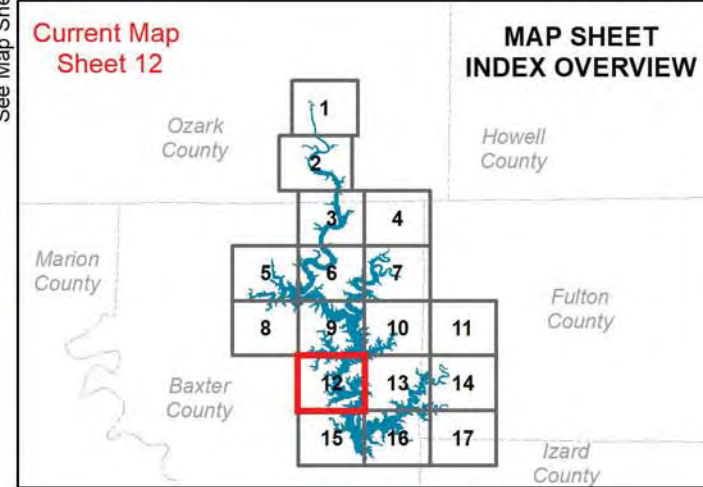 See Map She
Current Map
Sheet 12
MAP SHEET
INDEX OVERVIEW
Ozark
County
Howell
County
1
2
3 4
Marion
County
5 6 7
Fulton
County
8 9 10 11
Baxter
County
12 13 14
15 16 17
Izard
County